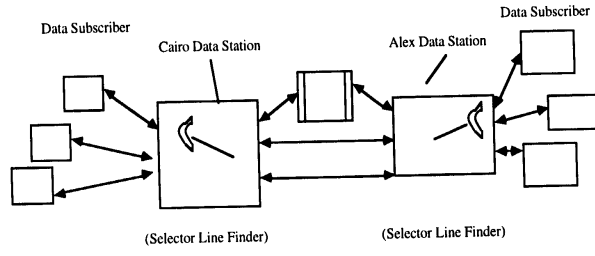 Data Subscriber
Data Subscriber
Cairo Data Station
Alex Data Station
(Selector Line Finder)
(Selector Line Finder)